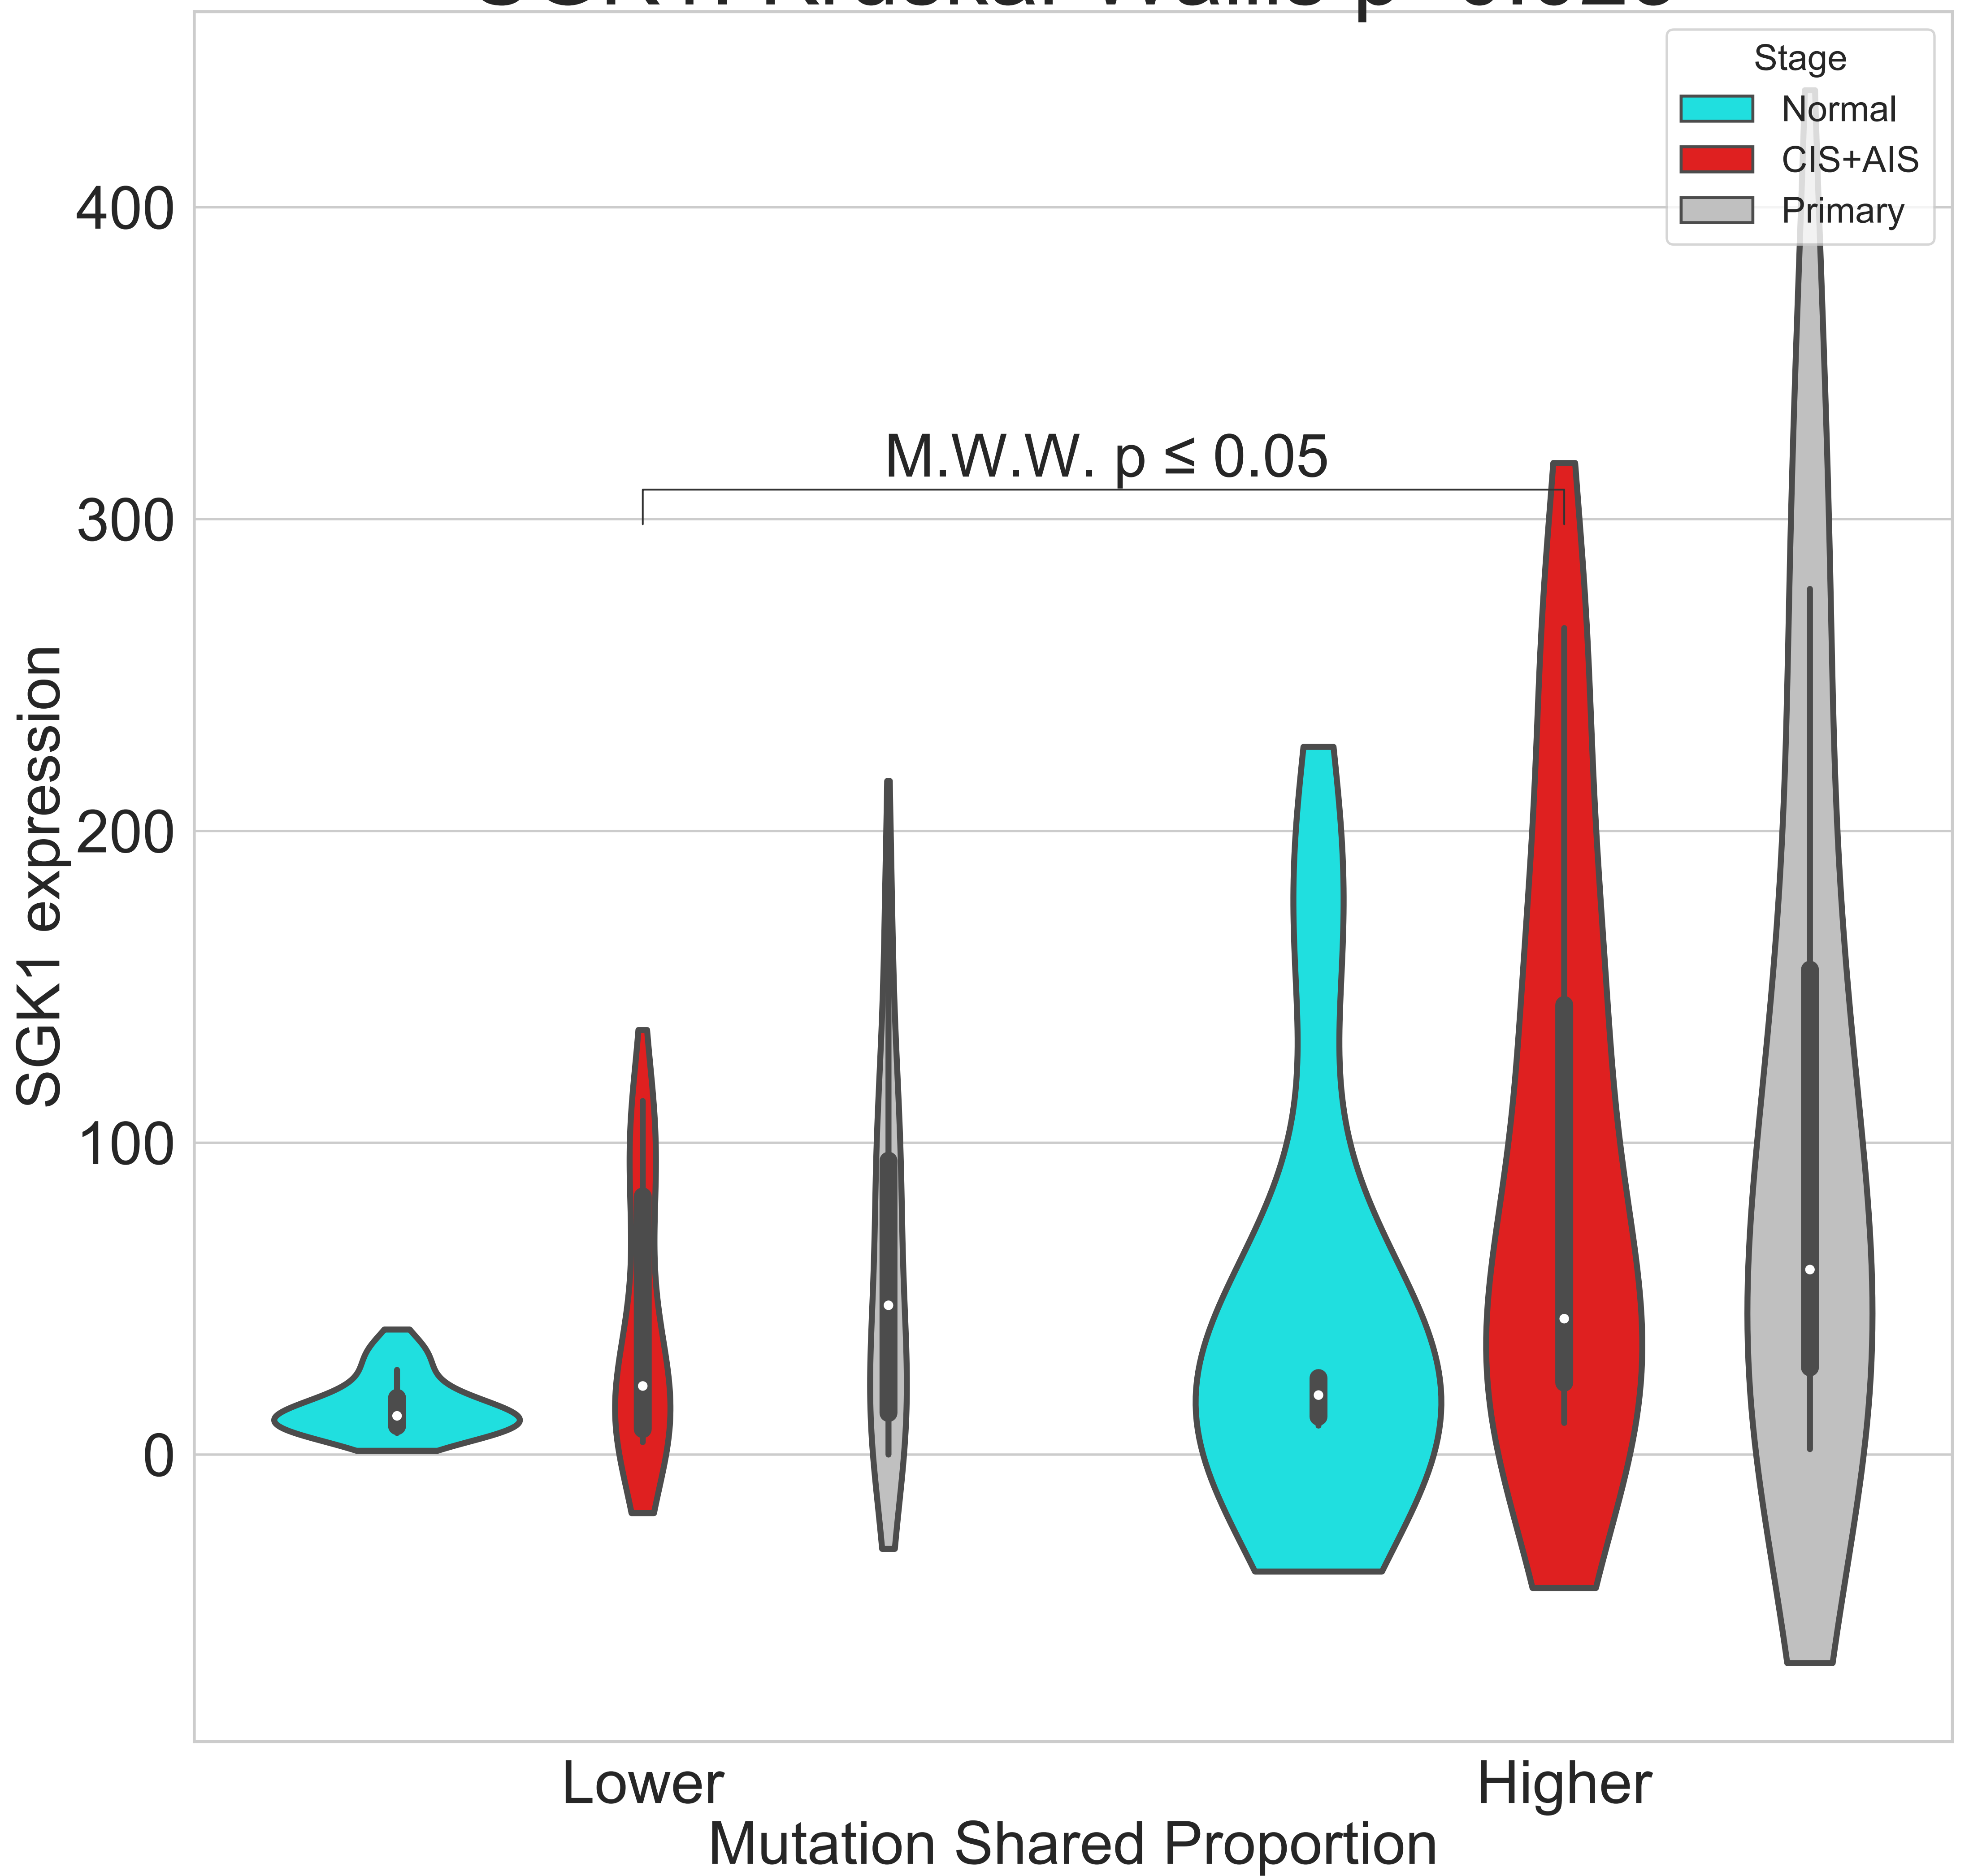 Stage
Normal
CIS+AIS
Primary
400
300
200
100
0
M.W.W. p ≤ 0.05
SGK1 expression
Lower
Higher
Mutation Shared Proportion